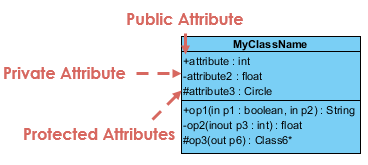 Public Attribute
MyClassName
+attribute : int
Private Attribute
-attribute2 : float
#attribute3 : Circle
Protected Attributes
+op1(in p1 : boolean, in p2) : String
-op2(inout p3 : int) : float
#op3(out p6) : Class6*